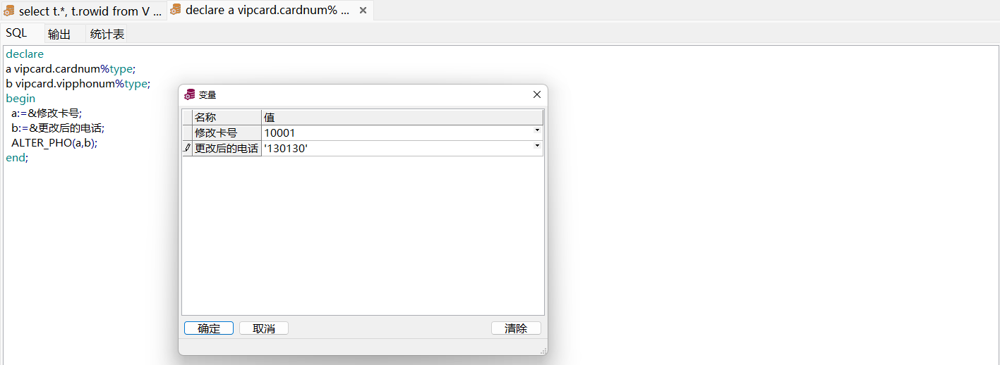 select t.*, t.rowid from V ...
declare a vipcard.cardnum% ...
SQL 输出 统计表
declare
a vipcard.cardnum%type;
b vipcard.vipphonum%type;
begin
a:=&修改卡号;
b:=&更改后的电话;
ALTER_PHO(a,b);
end;
变量
名称 值
修改卡号 10001
更改后的电话 '130130'
确定 取消 清除